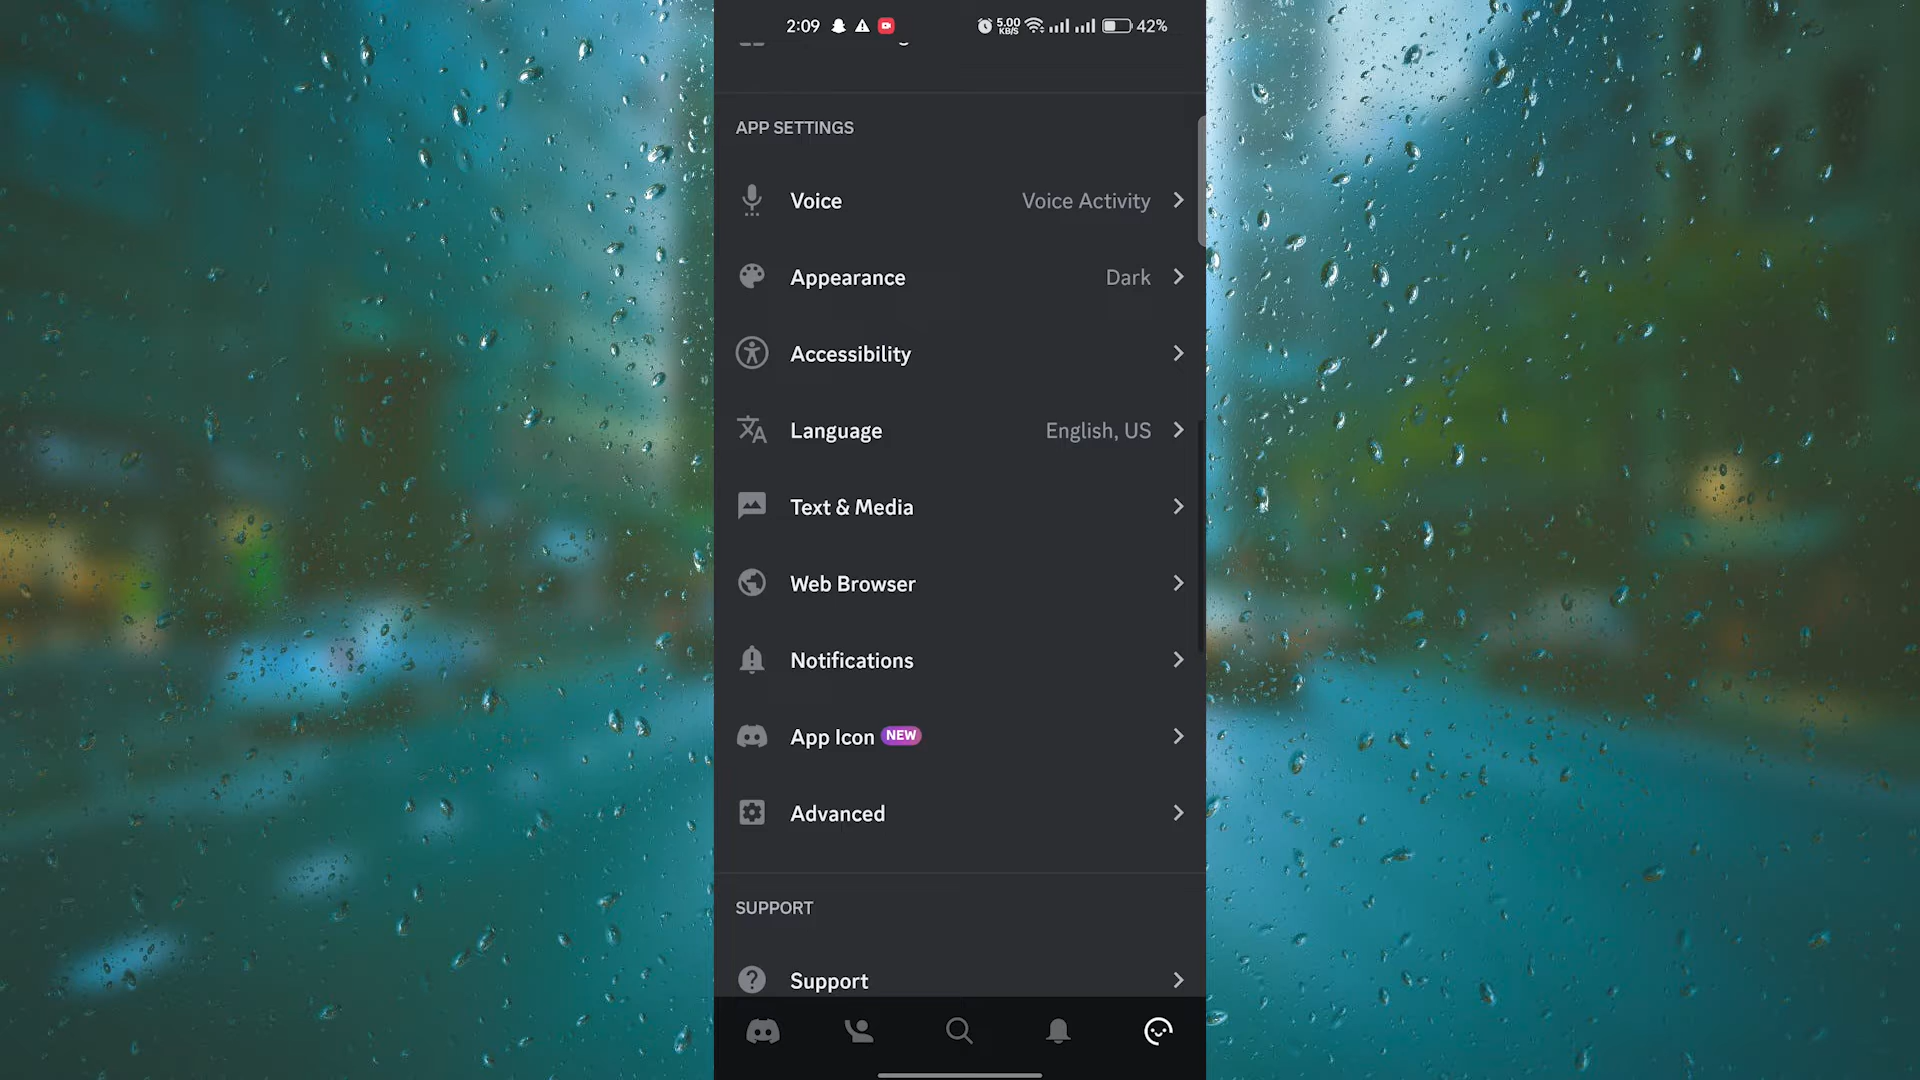 2:09 5.00 KB/S 42%
APP SETTINGS
Voice Voice Activity
Appearance Dark
Accessibility
Language English, US
Text & Media
Web Browser
Notifications
App Icon NEW
Advanced
SUPPORT
Support